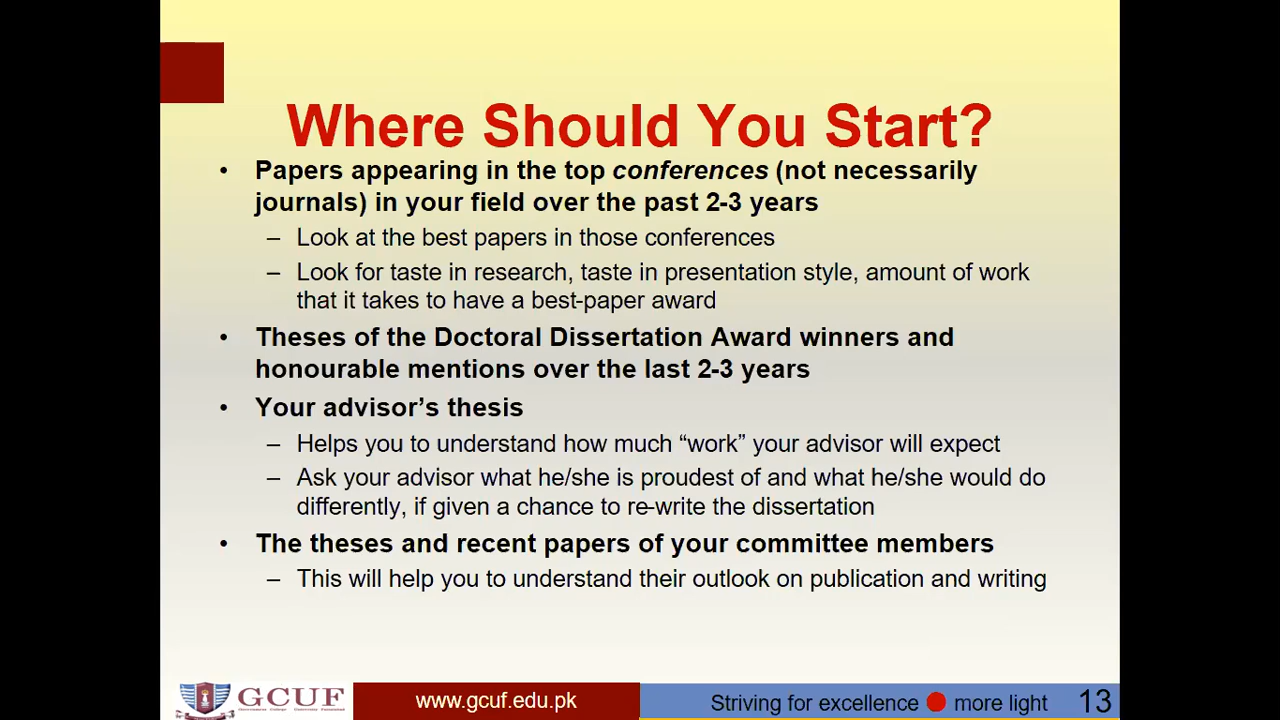 Where Should You Start?
• Papers appearing in the top conferences (not necessarily
journals) in your field over the past 2-3 years
– Look at the best papers in those conferences
– Look for taste in research, taste in presentation style, amount of work
that it takes to have a best-paper award
• Theses of the Doctoral Dissertation Award winners and
honourable mentions over the last 2-3 years
• Your advisor’s thesis
– Helps you to understand how much “work” your advisor will expect
– Ask your advisor what he/she is proudest of and what he/she would do
differently, if given a chance to re-write the dissertation
• The theses and recent papers of your committee members
– This will help you to understand their outlook on publication and writing
GCUF
www.gcuf.edu.pk
Striving for excellence more light
13